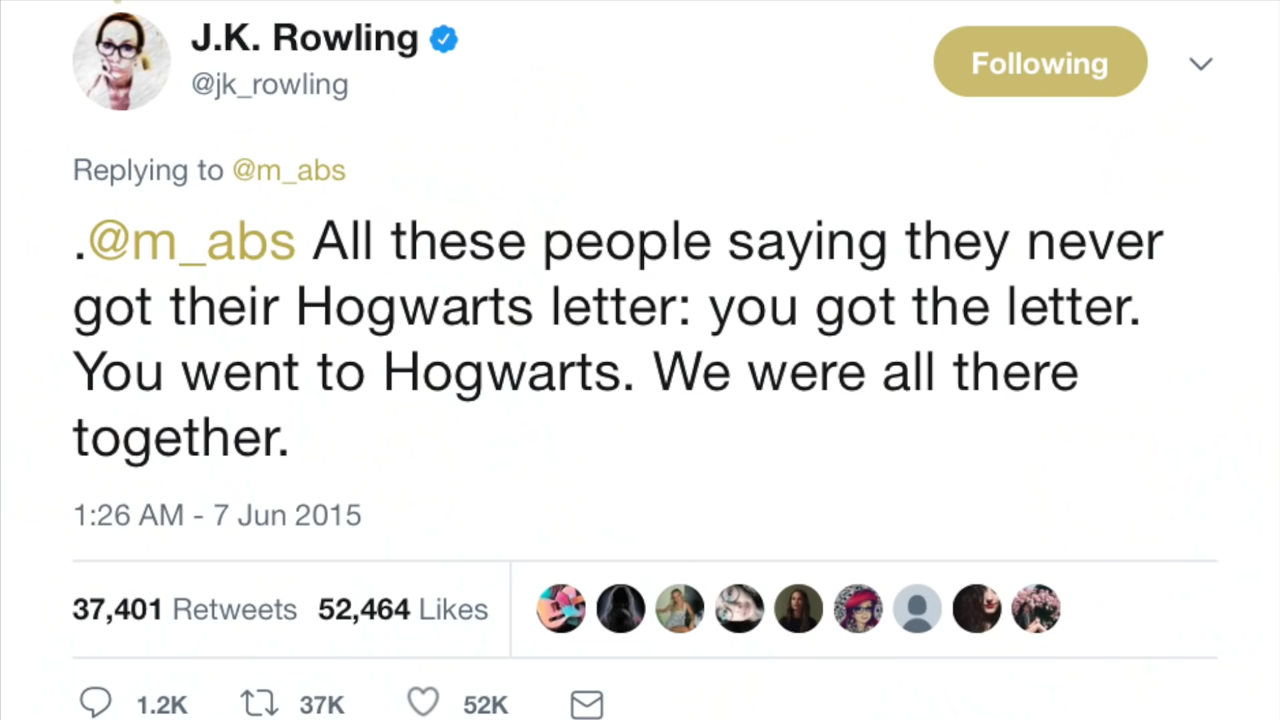 J.K. Rowling
@jk_rowling
Following
Replying to @m_abs
.@m_abs All these people saying they never
got their Hogwarts letter: you got the letter.
You went to Hogwarts. We were all there
together.
1:26 AM - 7 Jun 2015
37,401 Retweets 52,464 Likes
1.2K 37K 52K